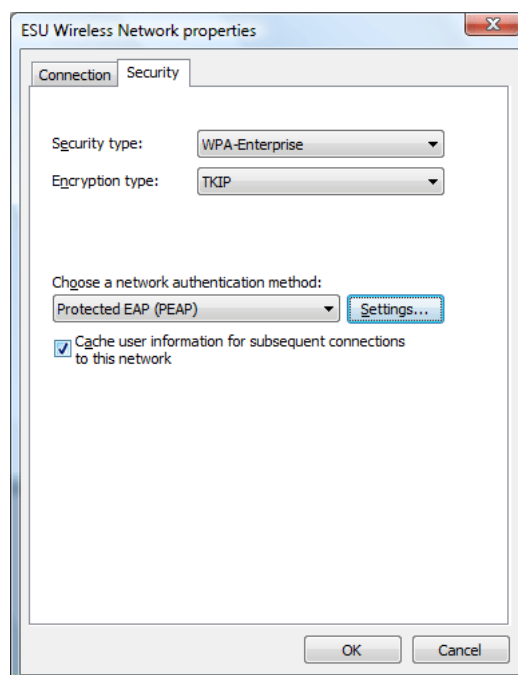 ESU Wireless Network properties
Connection
Security
Security type:
WPA-Enterprise
Encryption type:
TKIP
Choose a network authentication method:
Protected EAP (PEAP)
Settings...
Cache user information for subsequent connections
to this network
OK
Cancel